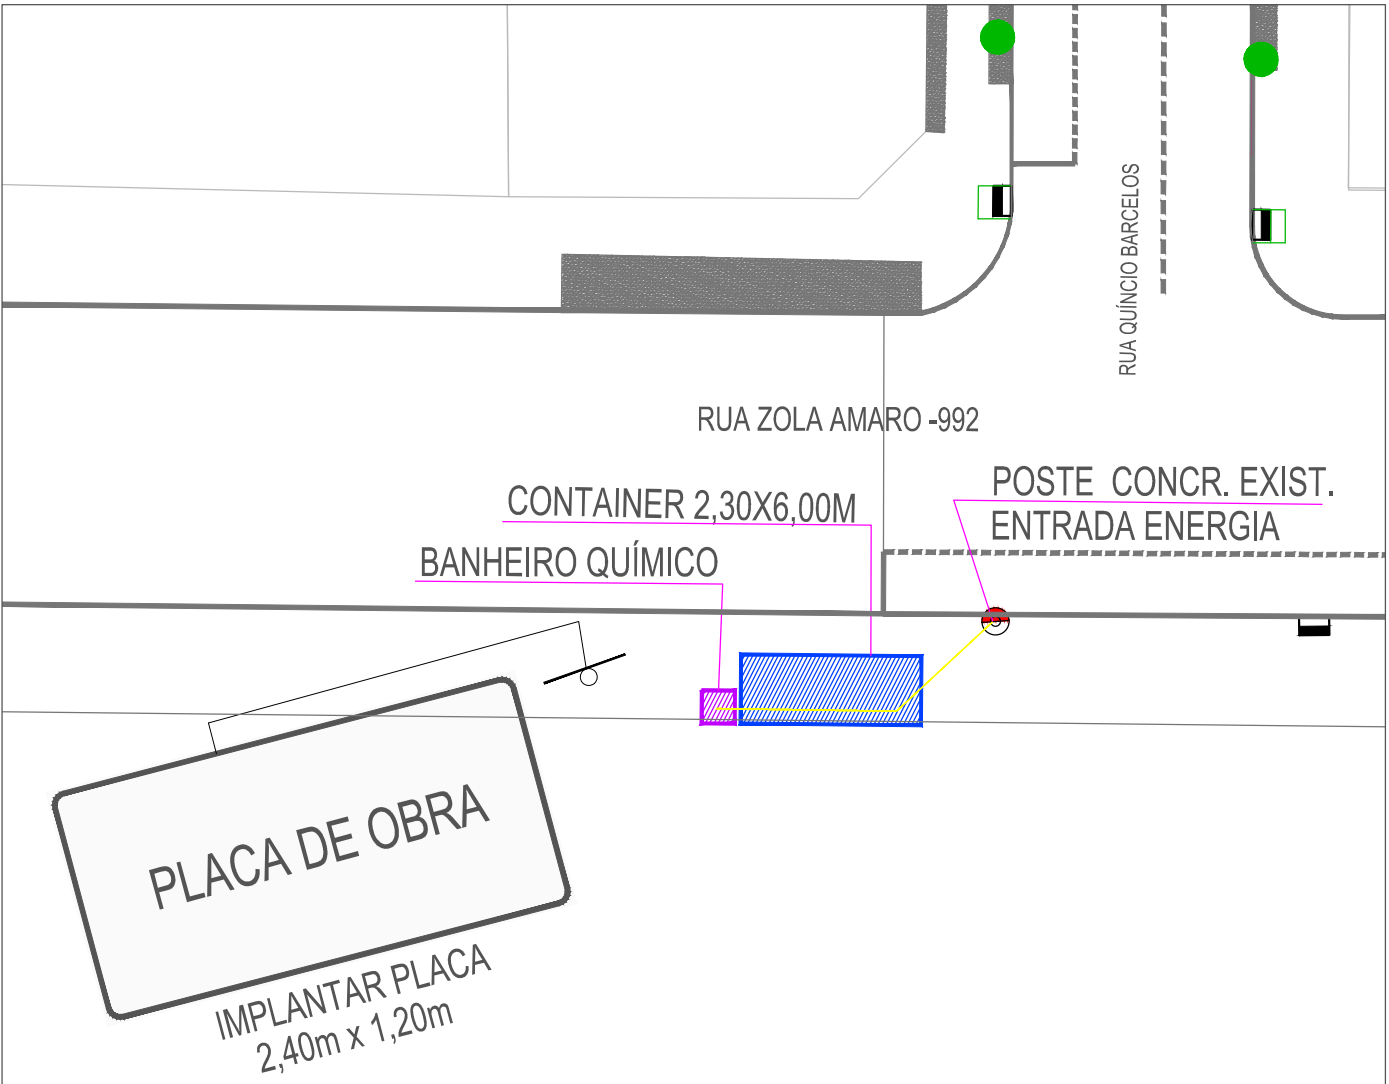 RUA QUÍNCIO BARCELOS
RUA ZOLA AMARO -992
POSTE CONCR. EXIST.
ENTRADA ENERGIA
CONTAINER 2,30X6,00M
BANHEIRO QUÍMICO
PLACA DE OBRA
IMPLANTAR PLACA
2,40m x 1,20m